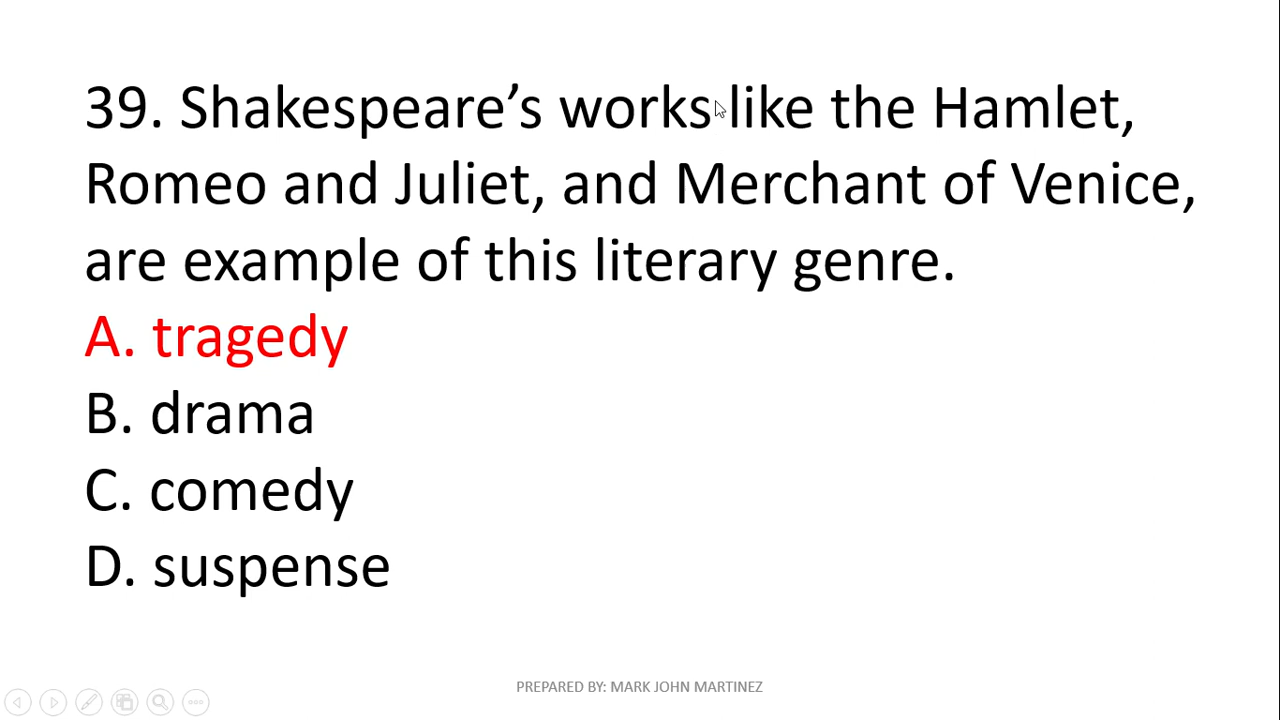 39. Shakespeare’s works like the Hamlet,
Romeo and Juliet, and Merchant of Venice,
are example of this literary genre.
A. tragedy
B. drama
C. comedy
D. suspense
PREPARED BY: MARK JOHN MARTINEZ